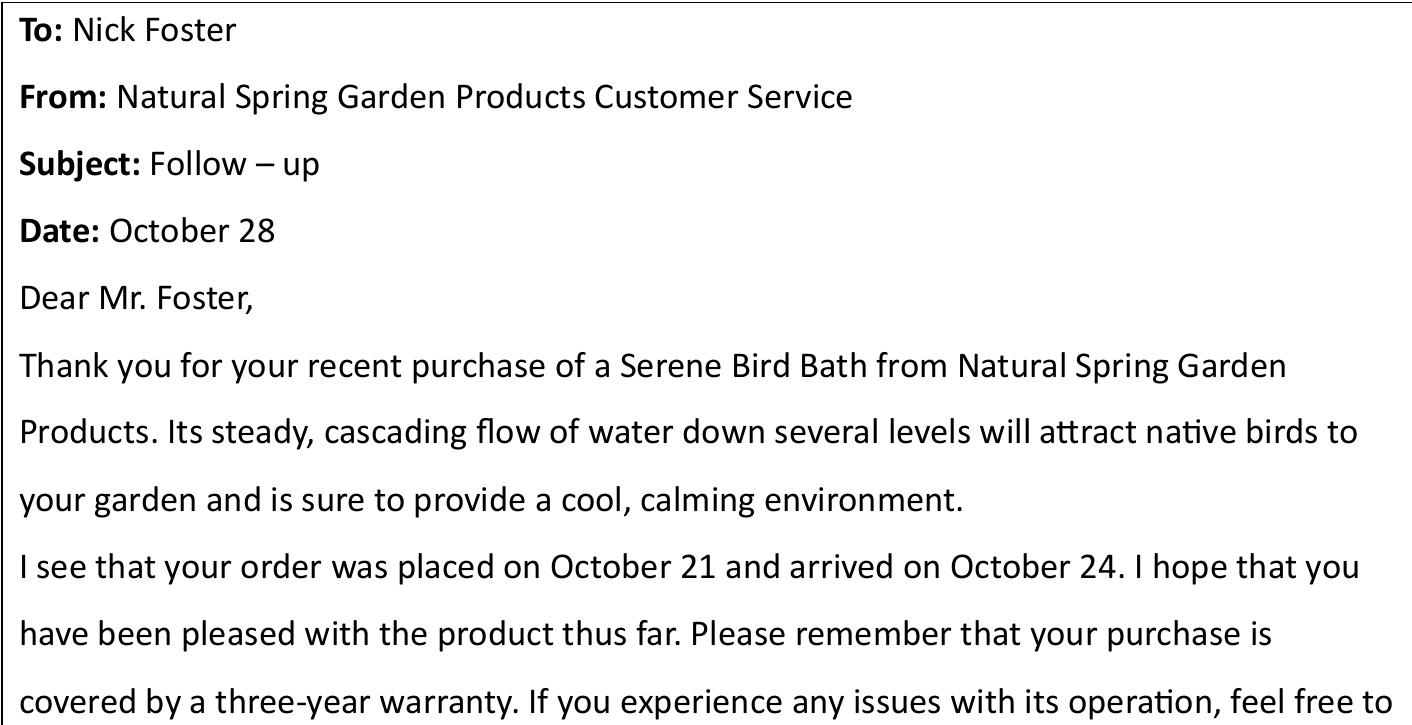 To: Nick Foster
From: Natural Spring Garden Products Customer Service
Subject: Follow – up
Date: October 28
Dear Mr. Foster,
Thank you for your recent purchase of a Serene Bird Bath from Natural Spring Garden
Products. Its steady, cascading flow of water down several levels will attract native birds to
your garden and is sure to provide a cool, calming environment.
I see that your order was placed on October 21 and arrived on October 24. I hope that you
have been pleased with the product thus far. Please remember that your purchase is
covered by a three-year warranty. If you experience any issues with its operation, feel free to